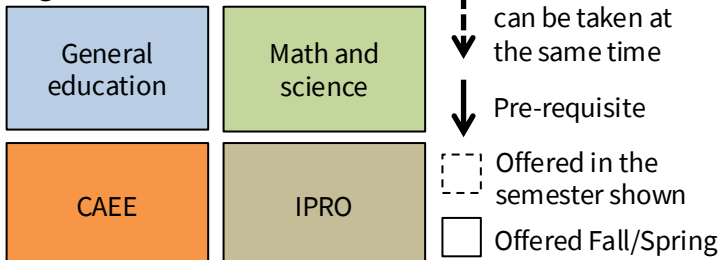 General
education
Math and
science
CAEE
IPRO
can be taken at
the same time
Pre-requisite
Offered in the
semester shown
Offered Fall/Spring